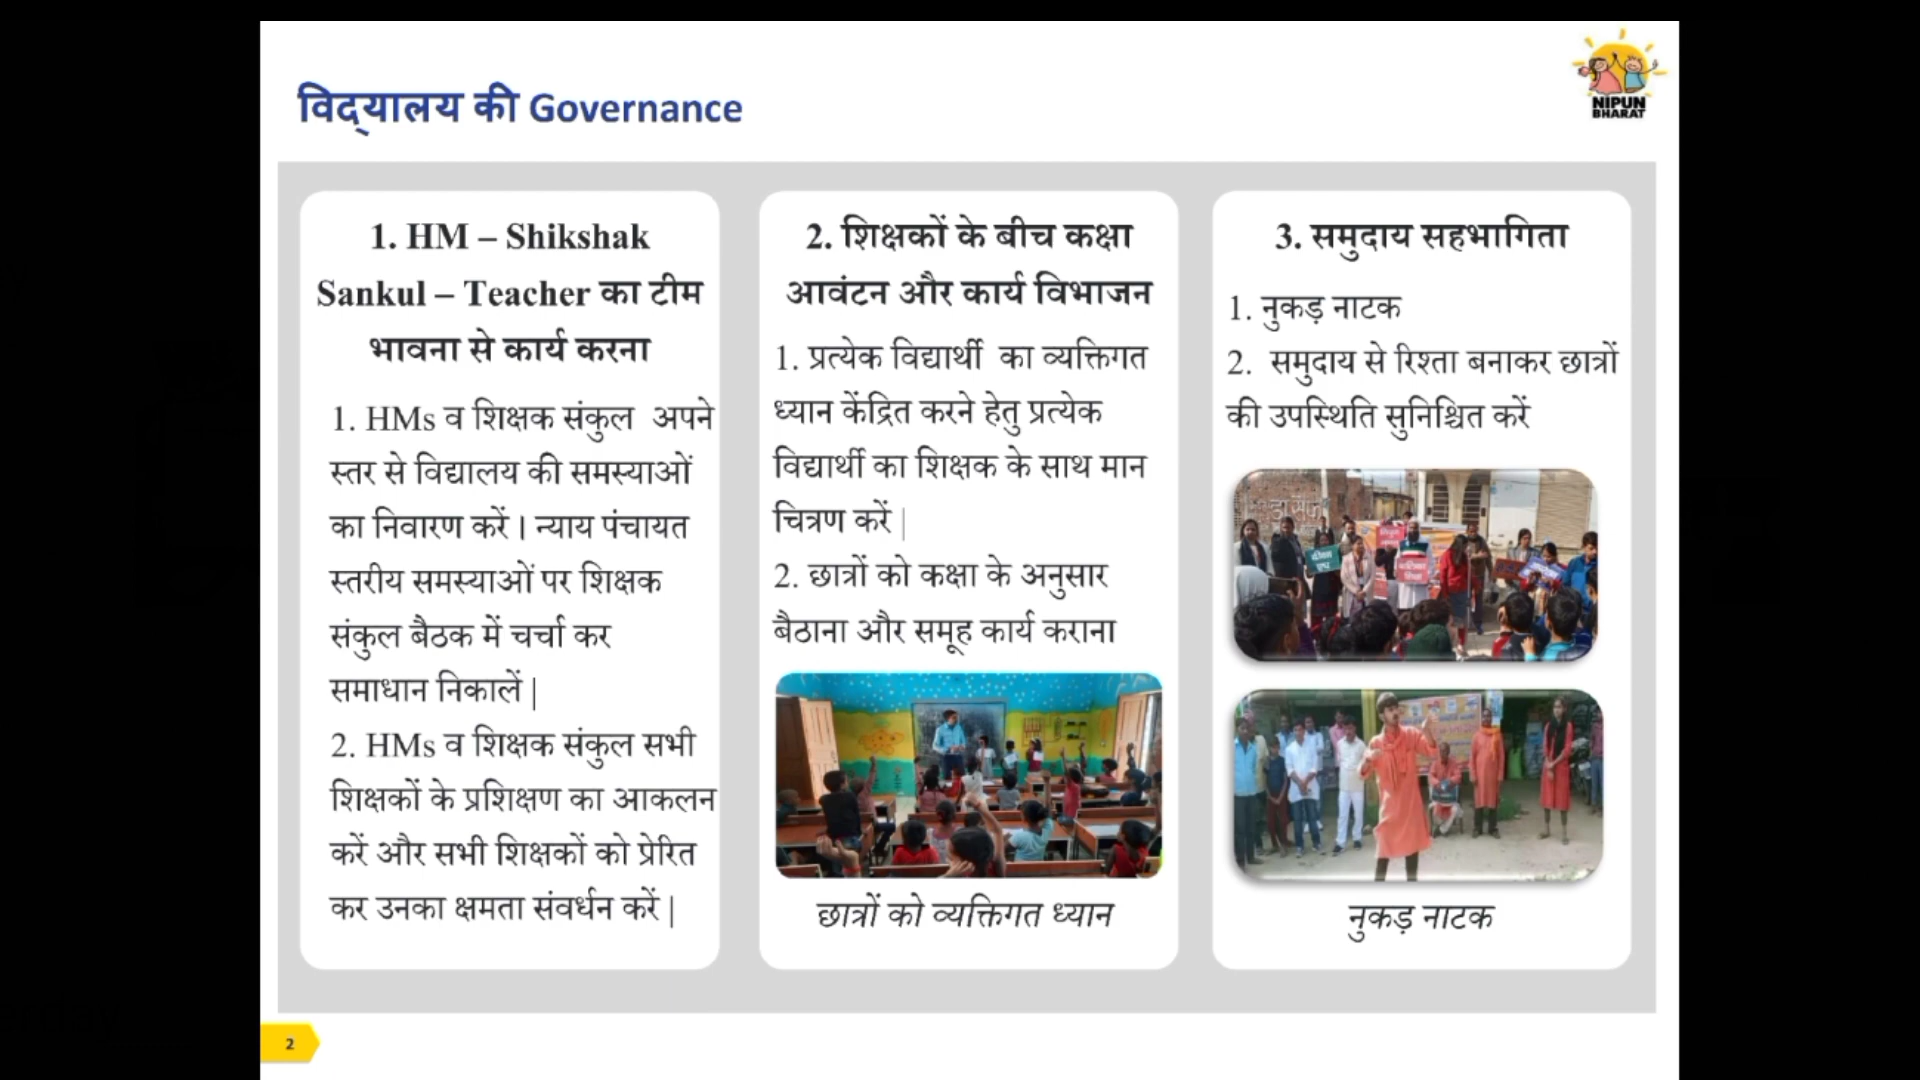 विद्यालय की Governance
NIPUN
BHARAT
1. HM – Shikshak
Sankul – Teacher का टीम
भावना से कार्य करना
1. HMs व शिक्षक संकुल अपने
स्तर से विद्यालय की समस्याओं
का निवारण करें । न्याय पंचायत
स्तरीय समस्याओं पर शिक्षक
संकुल बैठक में चर्चा कर
समाधान निकालें |
2. HMs व शिक्षक संकुल सभी
शिक्षकों के प्रशिक्षण का आकलन
करें और सभी शिक्षकों को प्रेरित
कर उनका क्षमता संवर्धन करें |
2. शिक्षकों के बीच कक्षा
आवंटन और कार्य विभाजन
1. प्रत्येक विद्यार्थी का व्यक्तिगत
ध्यान केंद्रित करने हेतु प्रत्येक
विद्यार्थी का शिक्षक के साथ मान
चित्रण करें |
2. छात्रों को कक्षा के अनुसार
बैठाना और समूह कार्य कराना
छात्रों को व्यक्तिगत ध्यान
3. समुदाय सहभागिता
1. नुकड़ नाटक
2. समुदाय से रिश्ता बनाकर छात्रों
की उपस्थिति सुनिश्चित करें
नुकड़ नाटक
2